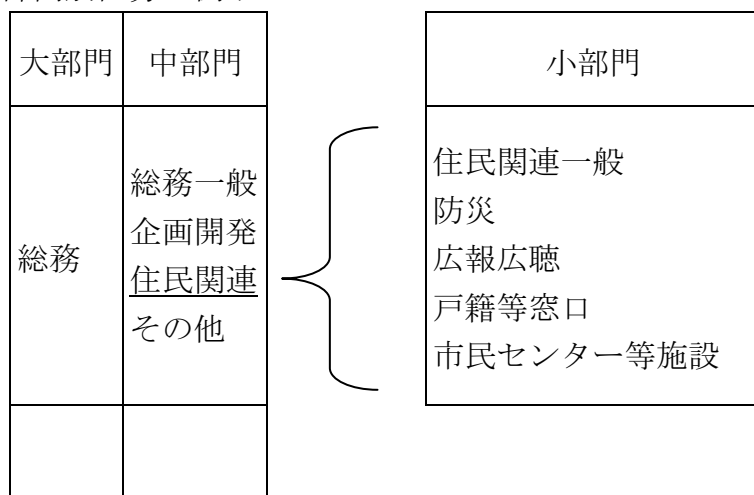 大部門
中部門
小部門
総務
総務一般
企画開発
住民関連
その他
住民関連一般
防災
広報広聴
戸籍等窓口
市民センター等施設